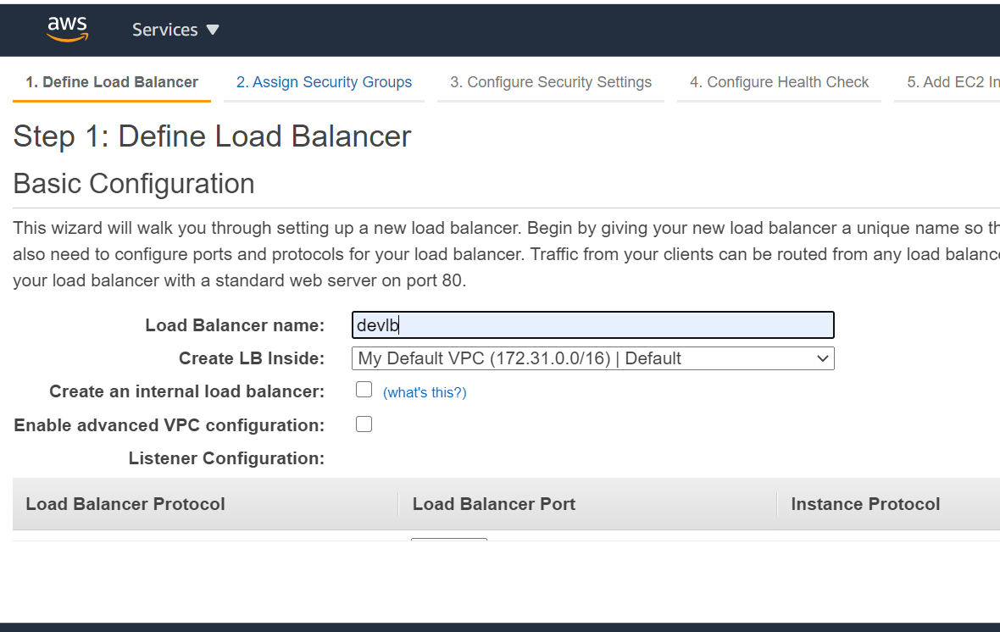 aws
Services
1. Define Load Balancer
2. Assign Security Groups
3. Configure Security Settings
4. Configure Health Check
5. Add EC2 In
Step 1: Define Load Balancer
Basic Configuration
This wizard will walk you through setting up a new load balancer. Begin by giving your new load balancer a unique name so th
also need to configure ports and protocols for your load balancer. Traffic from your clients can be routed from any load balanc
your load balancer with a standard web server on port 80.
Load Balancer name: devlb
Create LB Inside: My Default VPC (172.31.0.0/16) | Default
Create an internal load balancer: (what's this?)
Enable advanced VPC configuration:
Listener Configuration:
Load Balancer Protocol Load Balancer Port Instance Protocol